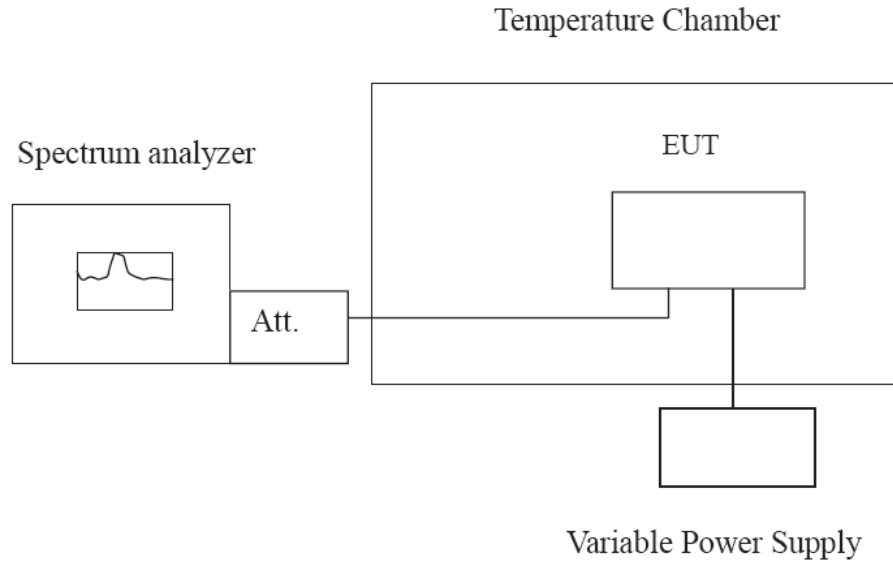 Temperature Chamber
Spectrum analyzer
EUT
Att.
Variable Power Supply